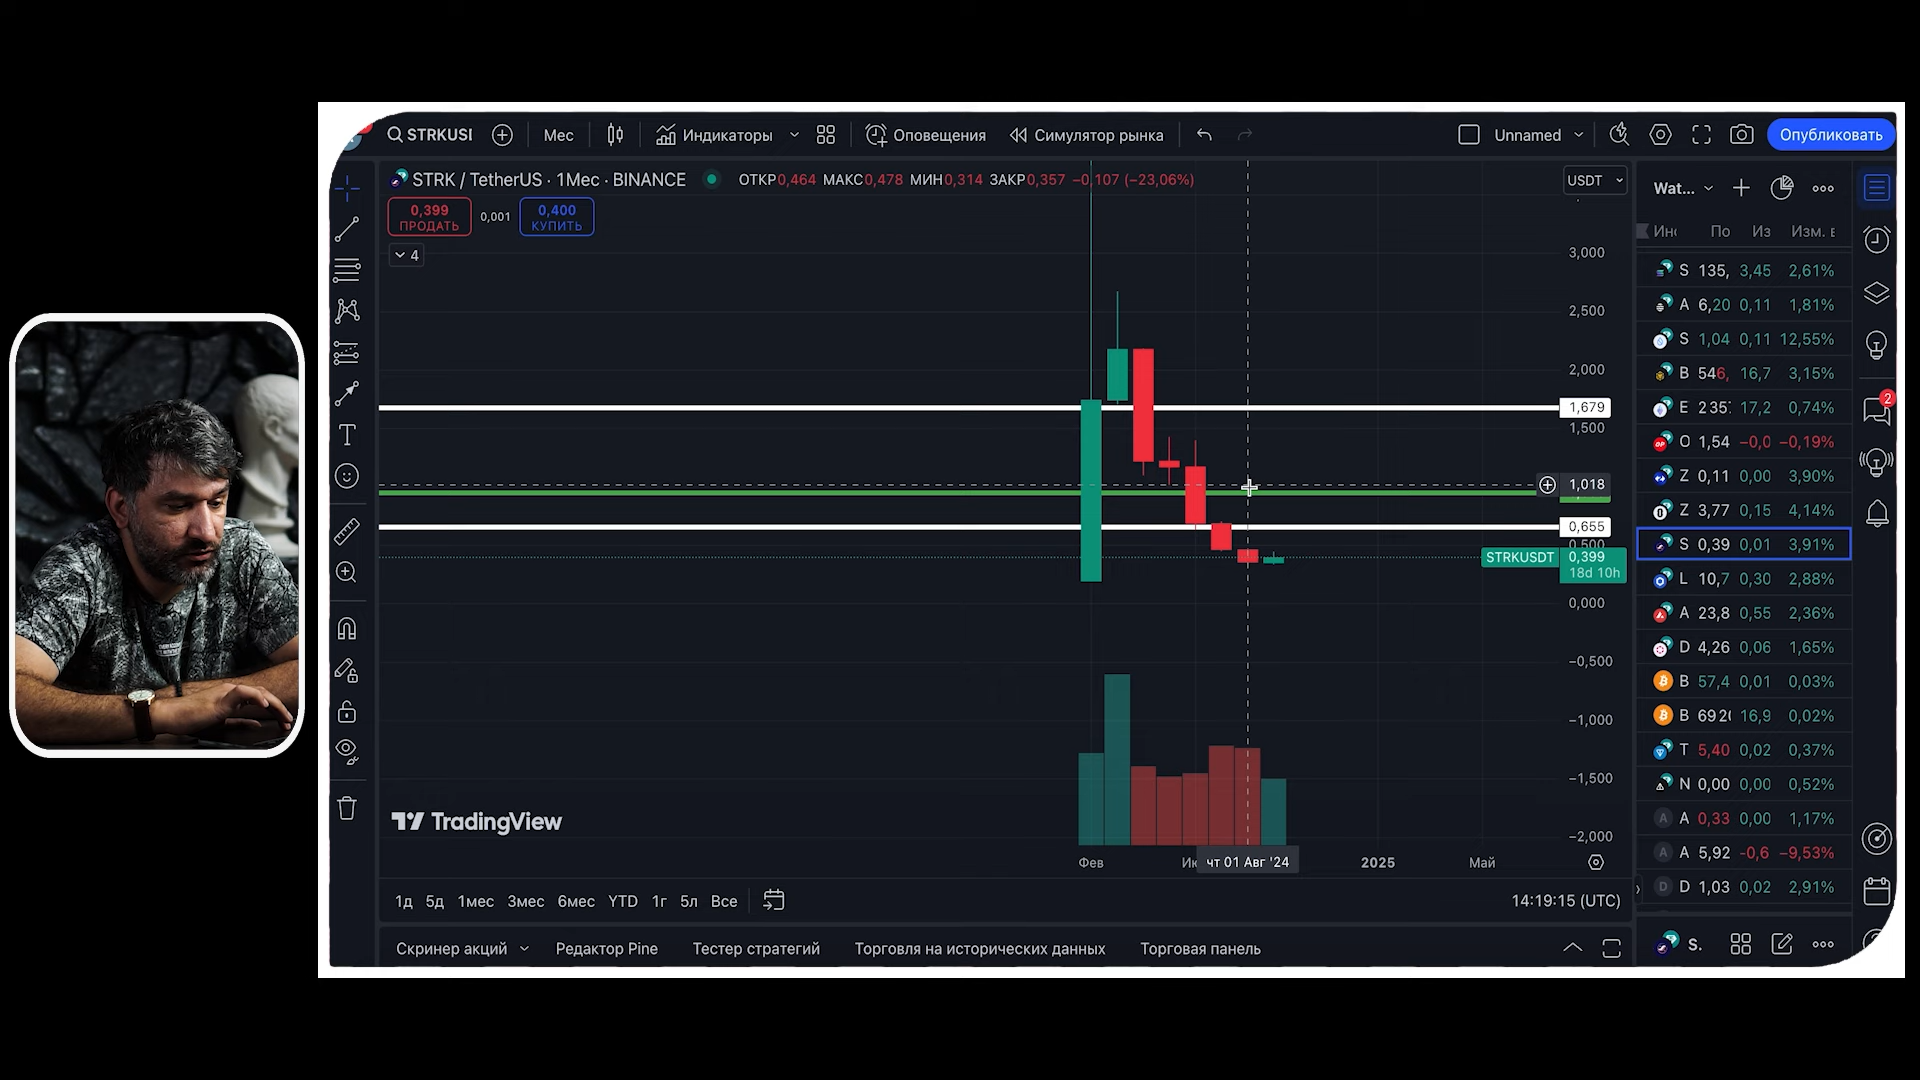 STRKUSI
Мес
Индикаторы
Оповещения
Симулятор рынка
Unnamed
Опубликовать
STRK / TetherUS · 1Мес · BINANCE
ОТКР0,464 МАКС0,478 МИН0,314 ЗАКР0,357 −0,107 (−23,06%)
USDT
0,399
ПРОДАТЬ
0,001
0,400
КУПИТЬ
4
3,000
2,500
2,000
1,679
1,500
1,018
0,655
0,500
STRKUSDT
0,399
18d 10h
0,000
−0,500
−1,000
−1,500
−2,000
TradingView
Фев
Ию
чт 01 Авг '24
2025
Май
1д 5д 1мес 3мес 6мес YTD 1г 5л Все
14:19:15 (UTC)
Скринер акций
Редактор Pine
Тестер стратегий
Торговля на исторических данных
Торговая панель
Wat...
Инс По Из Изм. в
S 135, 3,45 2,61%
A 6,20 0,11 1,81%
S 1,04 0,11 12,55%
B 546, 16,7 3,15%
E 2 357 17,2 0,74%
O 1,54 −0,0 −0,19%
Z 0,11 0,00 3,90%
Z 3,77 0,15 4,14%
S 0,39 0,01 3,91%
L 10,7 0,30 2,88%
A 23,8 0,55 2,36%
D 4,26 0,06 1,65%
B 57,4 0,01 0,03%
B 6920 16,9 0,02%
T 5,40 0,02 0,37%
N 0,00 0,00 0,52%
A 0,33 0,00 1,17%
A 5,92 −0,6 −9,53%
D 1,03 0,02 2,91%
S.
2